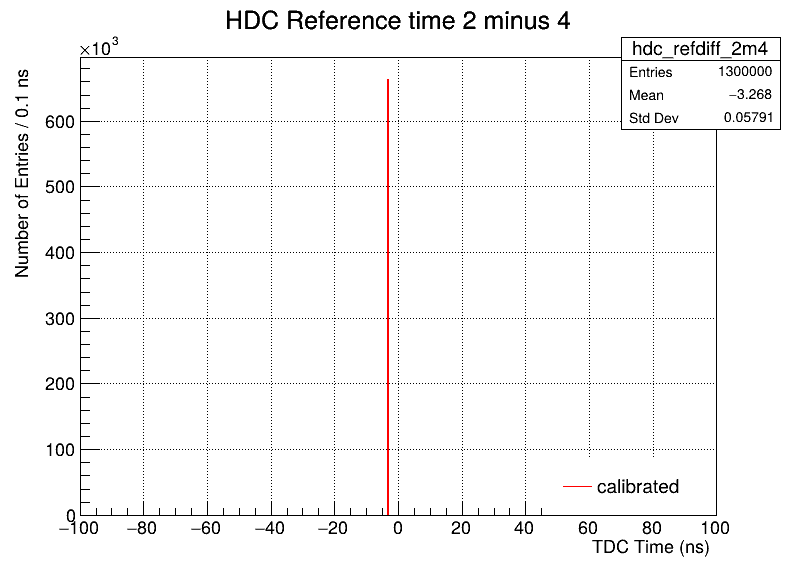 HDC Reference time 2 minus 4
×10³
hdc_refdiff_2m4
Entries 1300000
Mean −3.268
Std Dev 0.05791
Number of Entries / 0.1 ns
600
500
400
300
200
100
0
−100 −80 −60 −40 −20 0 20 40 60 80 100
calibrated
TDC Time (ns)